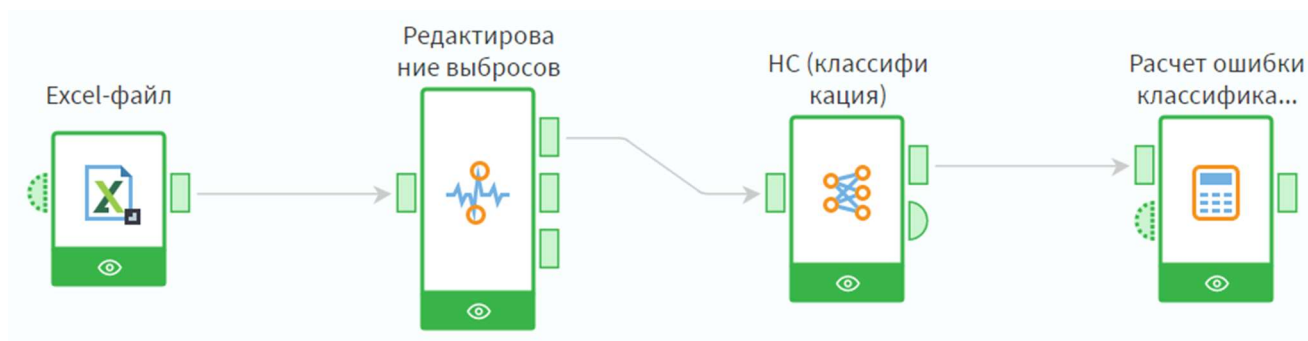 Excel-файл
Редактирова
ние выбросов
НС (классифи
кация)
Расчет ошибки
классифика...